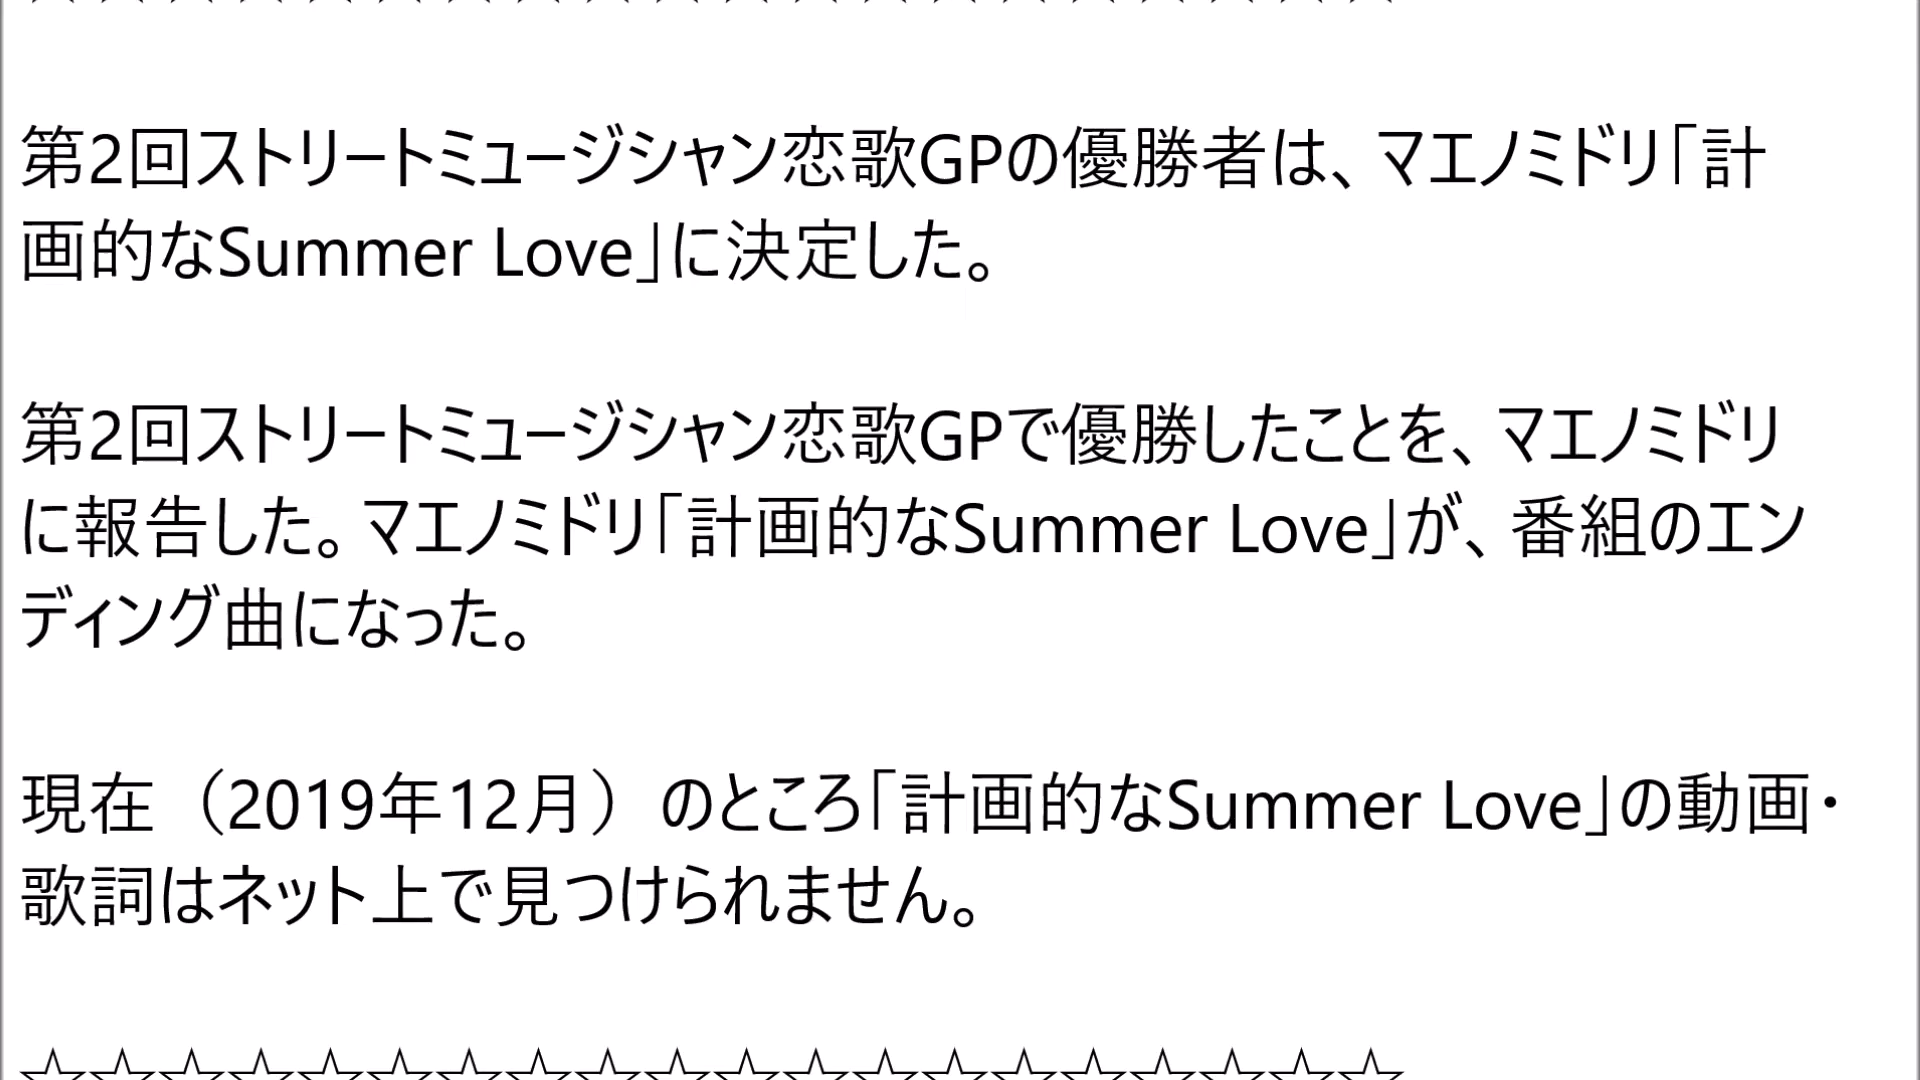 ☆☆☆☆☆☆☆☆☆☆☆☆☆☆☆☆☆☆☆☆
第2回ストリートミュージシャン恋歌GPの優勝者は、マエノミドリ「計
画的なSummer Love」に決定した。
第2回ストリートミュージシャン恋歌GPで優勝したことを、マエノミドリ
に報告した。マエノミドリ「計画的なSummer Love」が、番組のエン
ディング曲になった。
現在（2019年12月）のところ「計画的なSummer Love」の動画・
歌詞はネット上で見つけられません。
☆☆☆☆☆☆☆☆☆☆☆☆☆☆☆☆☆☆☆☆